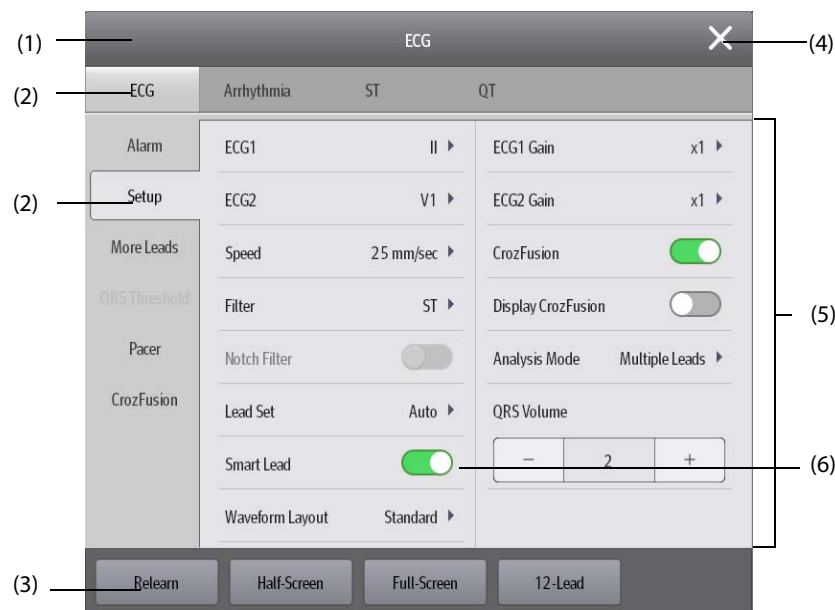 (1) ECG (4)
(2) ECG Arrhythmia ST QT
Alarm ECG1 II ECG1 Gain x1
(2) Setup ECG2 V1 ECG2 Gain x1
More Leads Speed 25 mm/sec CrozFusion
QRS Threshold Filter ST Display CrozFusion (5)
Pacer Notch Filter Analysis Mode Multiple Leads
CrozFusion Lead Set Auto QRS Volume
Smart Lead − 2 + (6)
Waveform Layout Standard
(3) Relearn Half-Screen Full-Screen 12-Lead